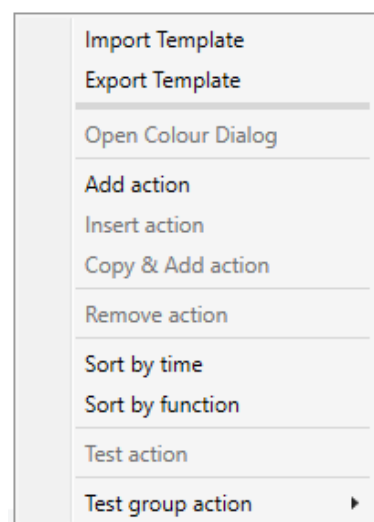 Import Template
Export Template
Open Colour Dialog
Add action
Insert action
Copy & Add action
Remove action
Sort by time
Sort by function
Test action
Test group action